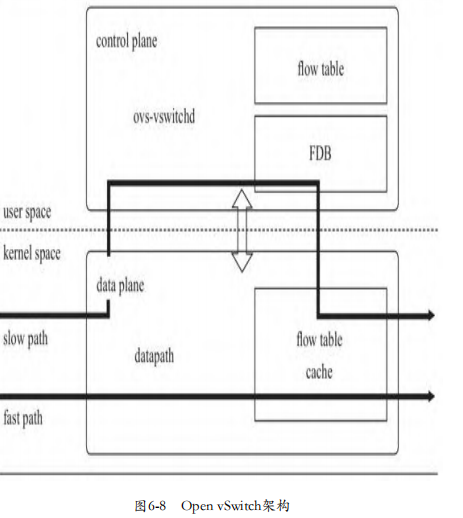 control plane
flow table
ovs-vswitchd
FDB
user space
kernel space
data plane
slow path
datapath
flow table
cache
fast path
图6-8 Open vSwitch架构